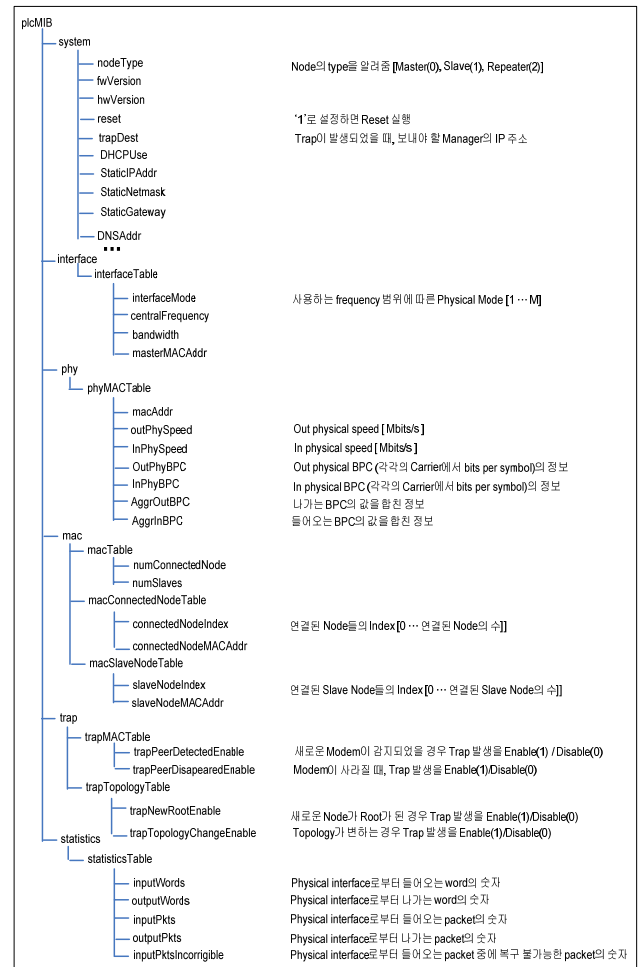 plcMIB
system
nodeType Node의 type를 알려줌 [Master(0), Slave(1), Repeater(2)]
fwVersion
hwVersion
reset ‘1’로 설정하면 Reset 실행
trapDest Trap이 발생되었을 때, 보내야 할 Manager의 IP 주소
DHCPUse
StaticIPAddr
StaticNetmask
StaticGateway
DNSAddr
...
interface
interfaceTable
interfaceMode 사용하는 frequency 범위에 따른 Physical Mode [1 … M]
centralFrequency
bandwidth
masterMACAddr
phy
phyMACTable
macAddr
outPhySpeed Out physical speed [ Mbits/s ]
InPhySpeed In physical speed [ Mbits/s ]
OutPhyBPC Out physical BPC (각각의 Carrier에서 bits per symbol)의 정보
InPhyBPC In physical BPC (각각의 Carrier에서 bits per symbol)의 정보
AggrOutBPC 나가는 BPC의 값을 합친 정보
AggrInBPC 들어오는 BPC의 값을 합친 정보
mac
macTable
numConnectedNode
numSlaves
macConnectedNodeTable
connectedNodeIndex 연결된 Node들의 Index [0 … 연결된 Node의 수]]
connectedNodeMACAddr
macSlaveNodeTable
slaveNodeIndex 연결된 Slave Node들의 Index [0 … 연결된 Slave Node의 수]]
slaveNodeMACAddr
trap
trapMACTable
trapPeerDetectedEnable 새로운 Modem이 감지되었을 경우 Trap 발생을 Enable(1) / Disable(0)
trapPeerDisapearedEnable Modem이 사라질 때, Trap 발생을 Enable(1)/Disable(0)
trapTopologyTable
trapNewRootEnable 새로운 Node가 Root가 된 경우 Trap 발생을 Enable(1)/Disable(0)
trapTopologyChangeEnable Topology가 변하는 경우 Trap 발생을 Enable(1)/Disable(0)
statistics
statisticsTable
inputWords Physical interface로부터 들어오는 word의 숫자
outputWords Physical interface로부터 나가는 word의 숫자
inputPkts Physical interface로부터 들어오는 packet의 숫자
outputPkts Physical interface로부터 나가는 packet의 숫자
inputPktsIncorrigible Physical interface로부터 들어오는 packet 중에 복구 불가능한 packet의 숫자